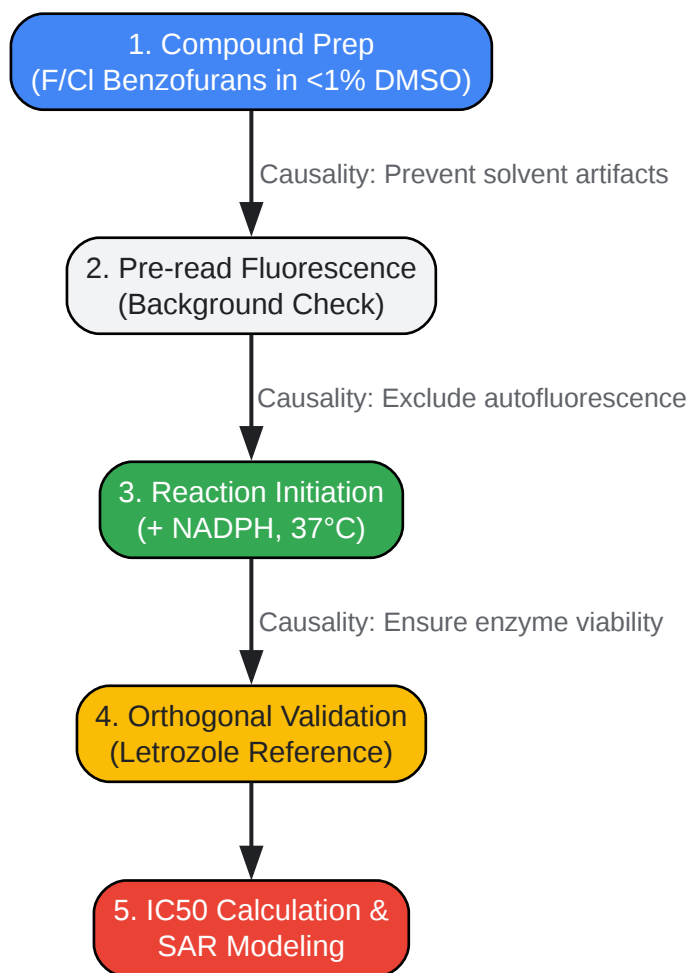 1. Compound Prep
(F/Cl Benzofurans in <1% DMSO)
Causality: Prevent solvent artifacts
2. Pre-read Fluorescence
(Background Check)
Causality: Exclude autofluorescence
3. Reaction Initiation
(+ NADPH, 37°C)
Causality: Ensure enzyme viability
4. Orthogonal Validation
(Letrozole Reference)
5. IC50 Calculation &
SAR Modeling